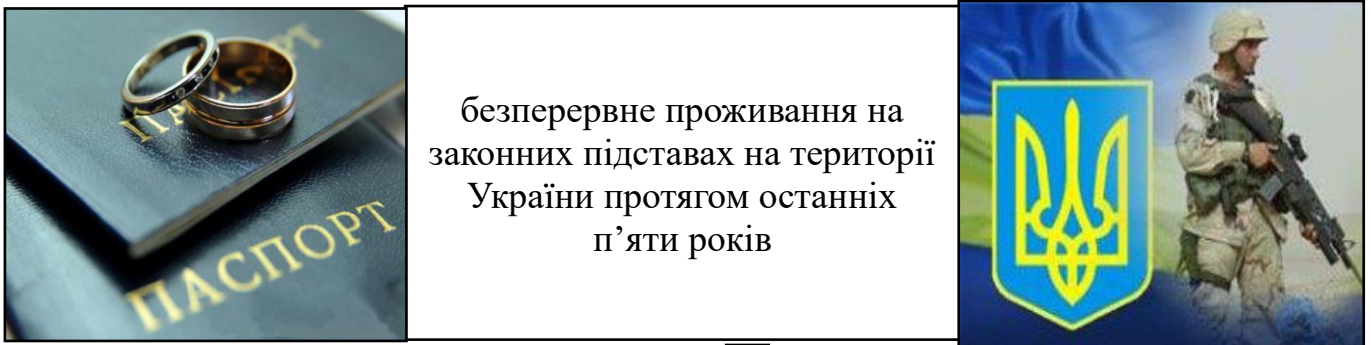 ПАСПОРТ
ПАСПОРТ
безперервне проживання на
законних підставах на території
України протягом останніх
п’яти років